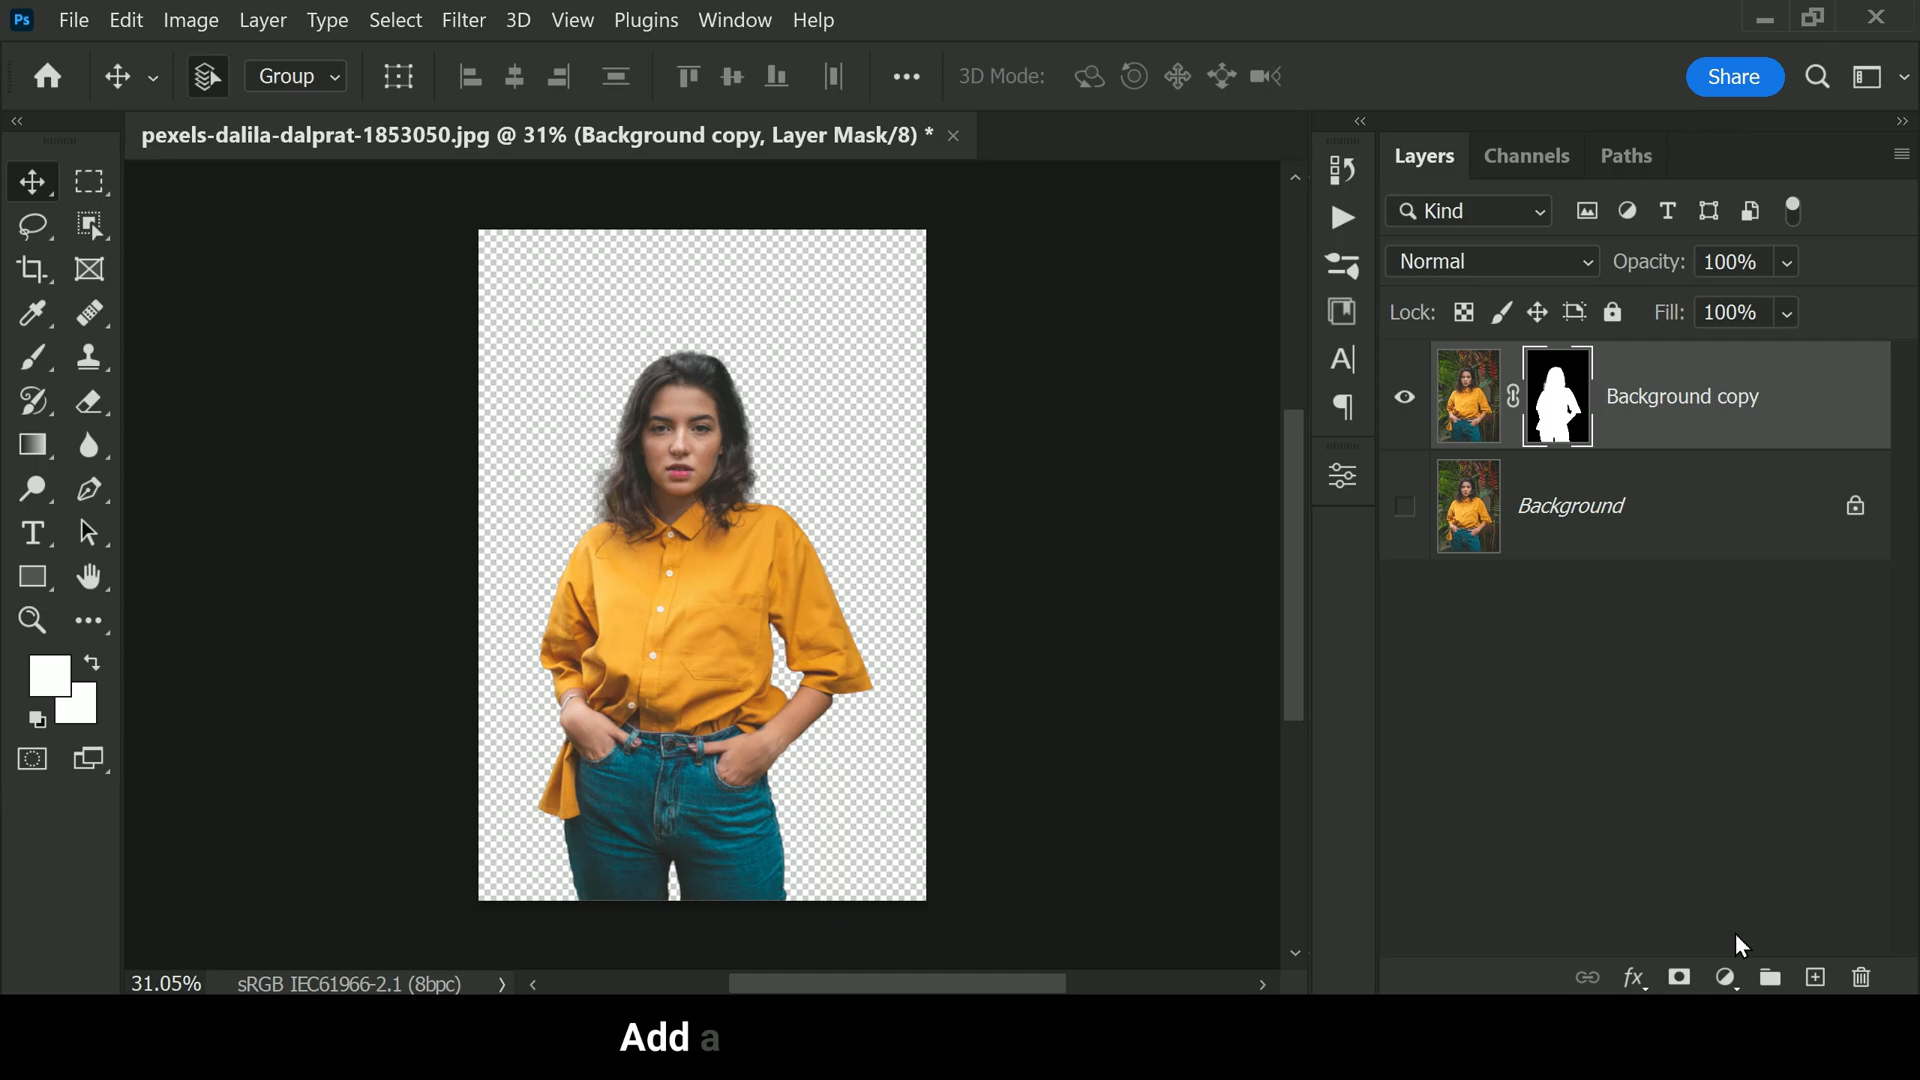 Ps File Edit Image Layer Type Select Filter 3D View Plugins Window Help
Group 3D Mode: Share
pexels-dalila-dalprat-1853050.jpg @ 31% (Background copy, Layer Mask/8) *
Layers Channels Paths
Kind
Normal Opacity: 100%
Lock: Fill: 100%
Background copy
Background
31.05% sRGB IEC61966-2.1 (8bpc)
fx
Add a